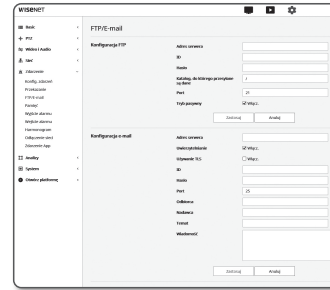 WISENET
Basic
PTZ
Wideo i Audio
Sieć
Zdarzenie
Konfig. zdarzeń
Przekazanie
FTP/E-mail
Pamięć
Wejście alarmu
Wejście alarmu
Harmonogram
Odłączenie sieci
Zdarzenie App
Analizy
System
Otwórz platformę
FTP/E-mail
Konfiguracja FTP
Adres serwera
ID
Hasło
Katalog, do którego przesyłane są dane
/
Port
21
Tryb pasywny
Włącz.
Zastosuj
Anuluj
Konfiguracja e-mail
Adres serwera
Uwierzytelnianie
Włącz.
Używanie TLS
Włącz.
ID
Hasło
Port
25
Odbiorca
Nadawca
Temat
Wiadomość
Zastosuj
Anuluj